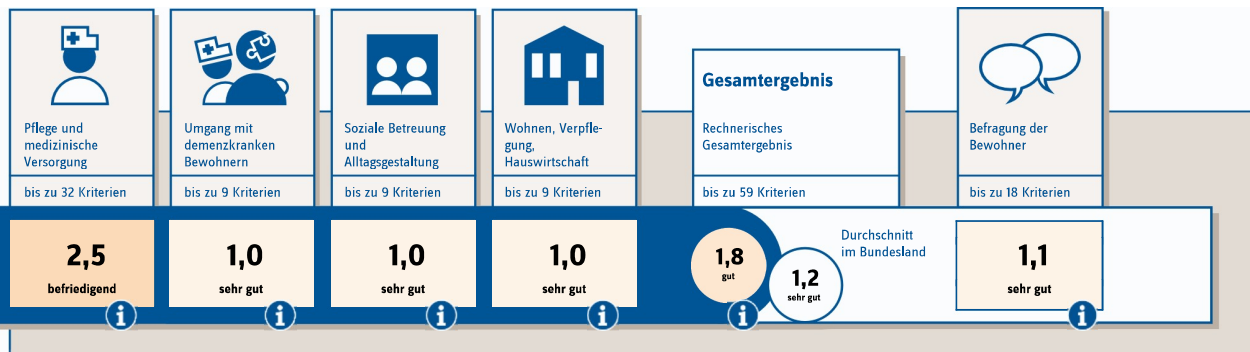 Pflege und
medizinische
Versorgung
bis zu 32 Kriterien
2,5
befriedigend
Umgang mit
demenzkranken
Bewohnern
bis zu 9 Kriterien
1,0
sehr gut
Soziale Betreuung
und
Alltagsgestaltung
bis zu 9 Kriterien
1,0
sehr gut
Wohnen, Verpfle-
gung,
Hauswirtschaft
bis zu 9 Kriterien
1,0
sehr gut
Gesamtergebnis
Rechnerisches
Gesamtergebnis
bis zu 59 Kriterien
1,8
gut
1,2
sehr gut
Durchschnitt
im Bundesland
Befragung der
Bewohner
bis zu 18 Kriterien
1,1
sehr gut